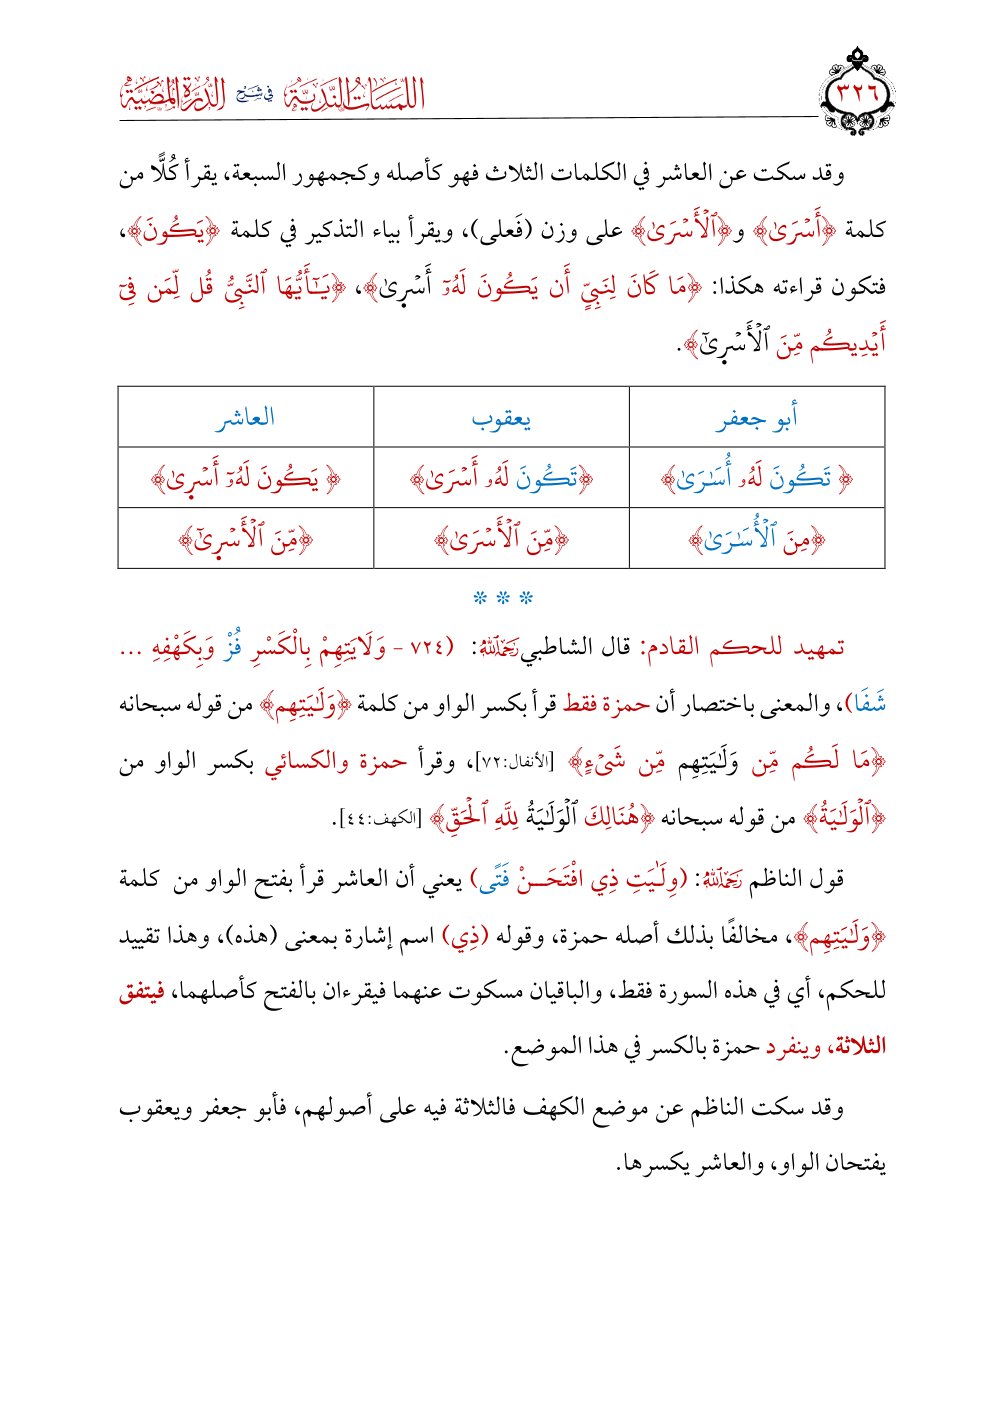 ٣٢٦
اللمسات الندية في شرح الدرة المضية
وقد سكت عن العاشر في الكلمات الثلاث فهو كأصله وكجمهور السبعة، يقرأ كُلًّا من
كلمة ﴿أَسۡرَىٰ﴾ و﴿ٱلۡأَسۡرَىٰ﴾ على وزن (فَعلى)، ويقرأ بياء التذكير في كلمة ﴿يَكُونَ﴾،
فتكون قراءته هكذا: ﴿مَا كَانَ لِنَبِيٍّ أَن يَكُونَ لَهُۥٓ أَسۡرٜىٰ﴾، ﴿يَـٰٓأَيُّهَا ٱلنَّبِيُّ قُل لِّمَن فِيٓ
أَيۡدِيكُم مِّنَ ٱلۡأَسۡرٜىٰٓ﴾.
أبو جعفر يعقوب العاشر
﴿ تَكُونَ لَهُۥ أُسَـٰرَىٰ﴾ ﴿تَكُونَ لَهُۥ أَسۡرَىٰ﴾ ﴿ يَكُونَ لَهُۥٓ أَسۡرٜىٰ﴾
﴿مِنَ ٱلۡأُسَـٰرَىٰ﴾ ﴿مِّنَ ٱلۡأَسۡرَىٰ﴾ ﴿مِّنَ ٱلۡأَسۡرٜىٰٓ﴾
* * *
تمهيد للحكم القادم: قال الشاطبي رَحِمَهُ ٱللَّهُ: (٧٢٤ - وَلَايَتِهِمْ بِالْكَسْرِ فُزْ وَبِكَهْفِهِ ...
شَفَا)، والمعنى باختصار أن حمزة فقط قرأ بكسر الواو من كلمة ﴿وَلَـٰيَتِهِم﴾ من قوله سبحانه
﴿مَا لَكُم مِّن وَلَـٰيَتِهِم مِّن شَيۡءٍ﴾ [الأنفال:٧٢]، وقرأ حمزة والكسائي بكسر الواو من
﴿ٱلۡوَلَـٰيَةُ﴾ من قوله سبحانه ﴿هُنَالِكَ ٱلۡوَلَـٰيَةُ لِلَّهِ ٱلۡحَقِّ﴾ [الكهف:٤٤].
قول الناظم رَحِمَهُ ٱللَّهُ: (وِلَـٰيَتِ ذِي افْتَحَـــنْ فَتًى) يعني أن العاشر قرأ بفتح الواو من كلمة
﴿وَلَـٰيَتِهِم﴾، مخالفًا بذلك أصله حمزة، وقوله (ذِي) اسم إشارة بمعنى (هذه)، وهذا تقييد
للحكم، أي في هذه السورة فقط، والباقيان مسكوت عنهما فيقرءان بالفتح كأصلهما، فيتفق
الثلاثة، وينفرد حمزة بالكسر في هذا الموضع.
وقد سكت الناظم عن موضع الكهف فالثلاثة فيه على أصولهم، فأبو جعفر ويعقوب
يفتحان الواو، والعاشر يكسرها.